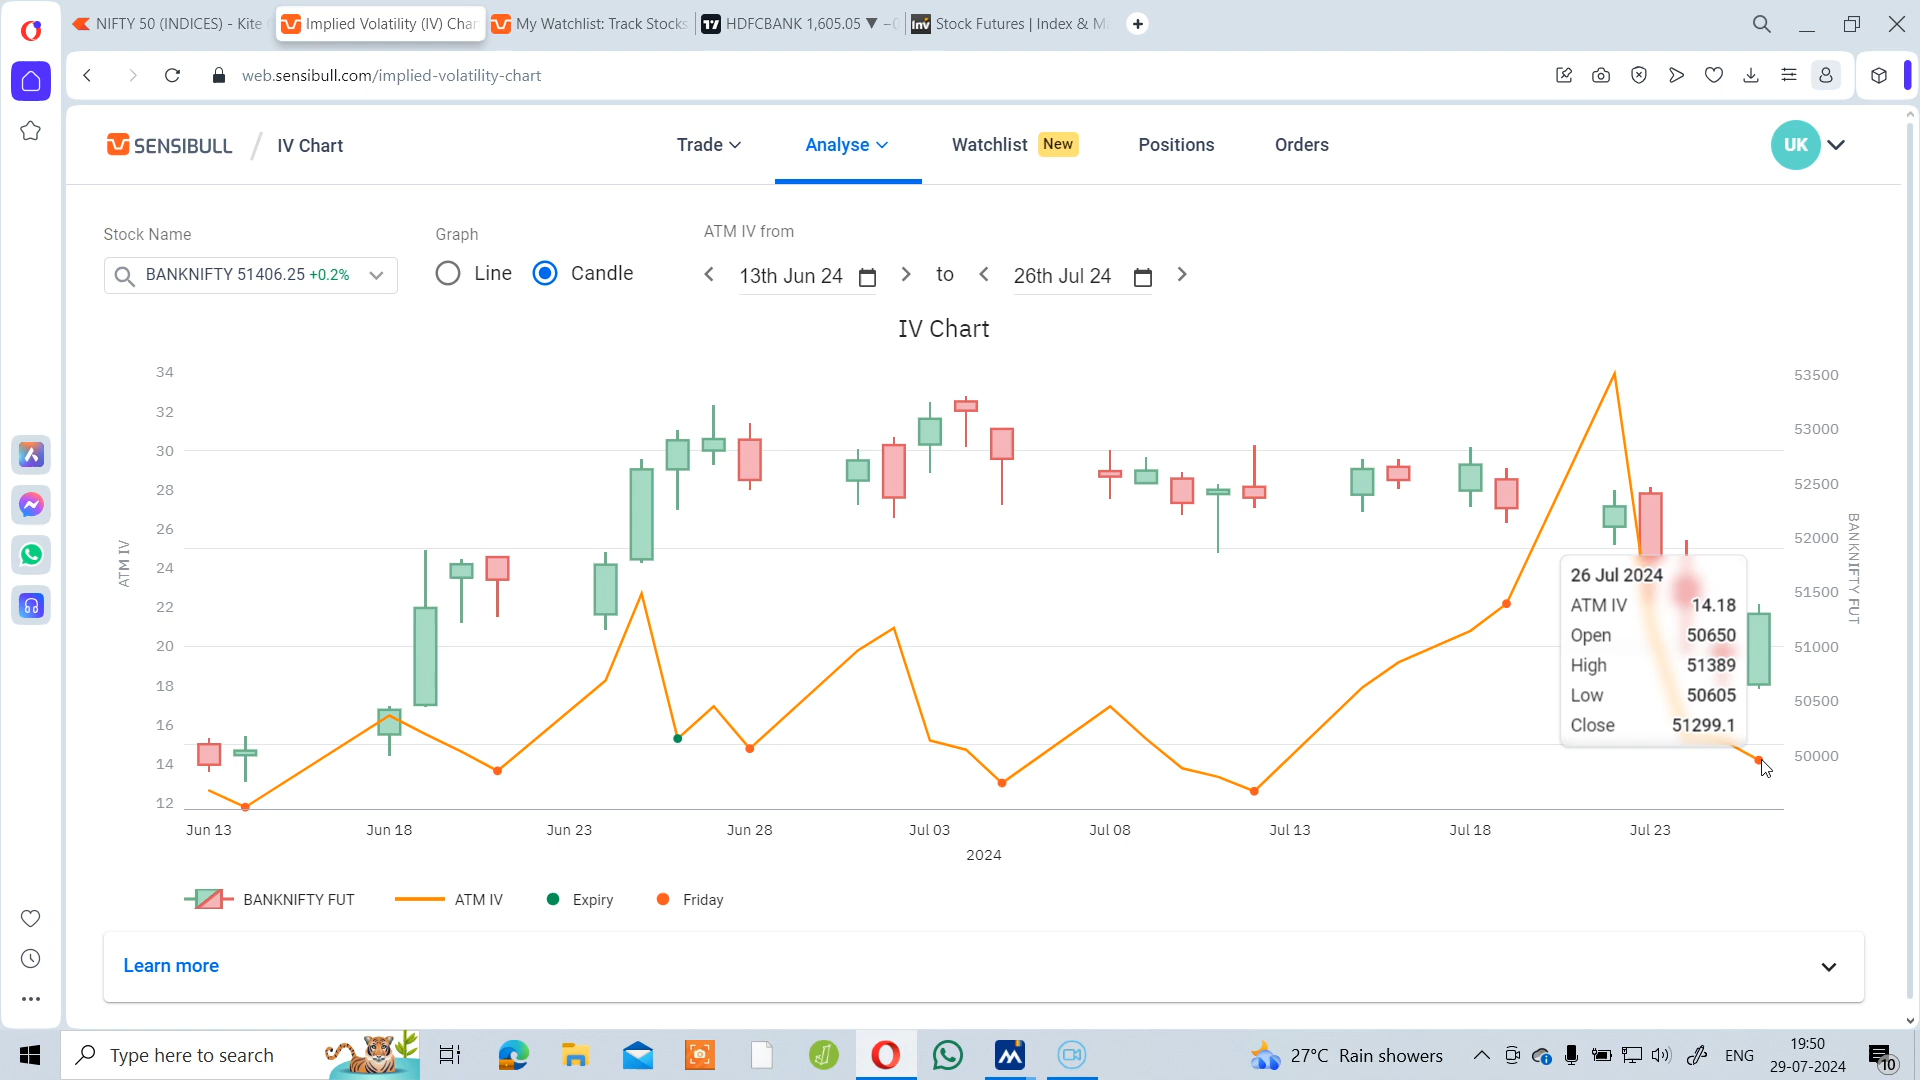 NIFTY 50 (INDICES) - Kite
Implied Volatility (IV) Char
My Watchlist: Track Stocks
HDFCBANK 1,605.05 ▼ −0
Stock Futures | Index & M
web.sensibull.com/implied-volatility-chart
SENSIBULL / IV Chart
Trade
Analyse
Watchlist New
Positions
Orders
UK
Stock Name
Graph
ATM IV from
BANKNIFTY 51406.25 +0.2%
Line
Candle
13th Jun 24
to
26th Jul 24
IV Chart
34
32
30
28
26
24
22
20
18
16
14
12
ATM IV
53500
53000
52500
52000
51500
51000
50500
50000
BANKNIFTY FUT
26 Jul 2024
ATM IV 14.18
Open 50650
High 51389
Low 50605
Close 51299.1
Jun 13
Jun 18
Jun 23
Jun 28
Jul 03
Jul 08
Jul 13
Jul 18
Jul 23
2024
BANKNIFTY FUT
ATM IV
Expiry
Friday
Learn more
Type here to search
27°C Rain showers
ENG
19:50
29-07-2024
10